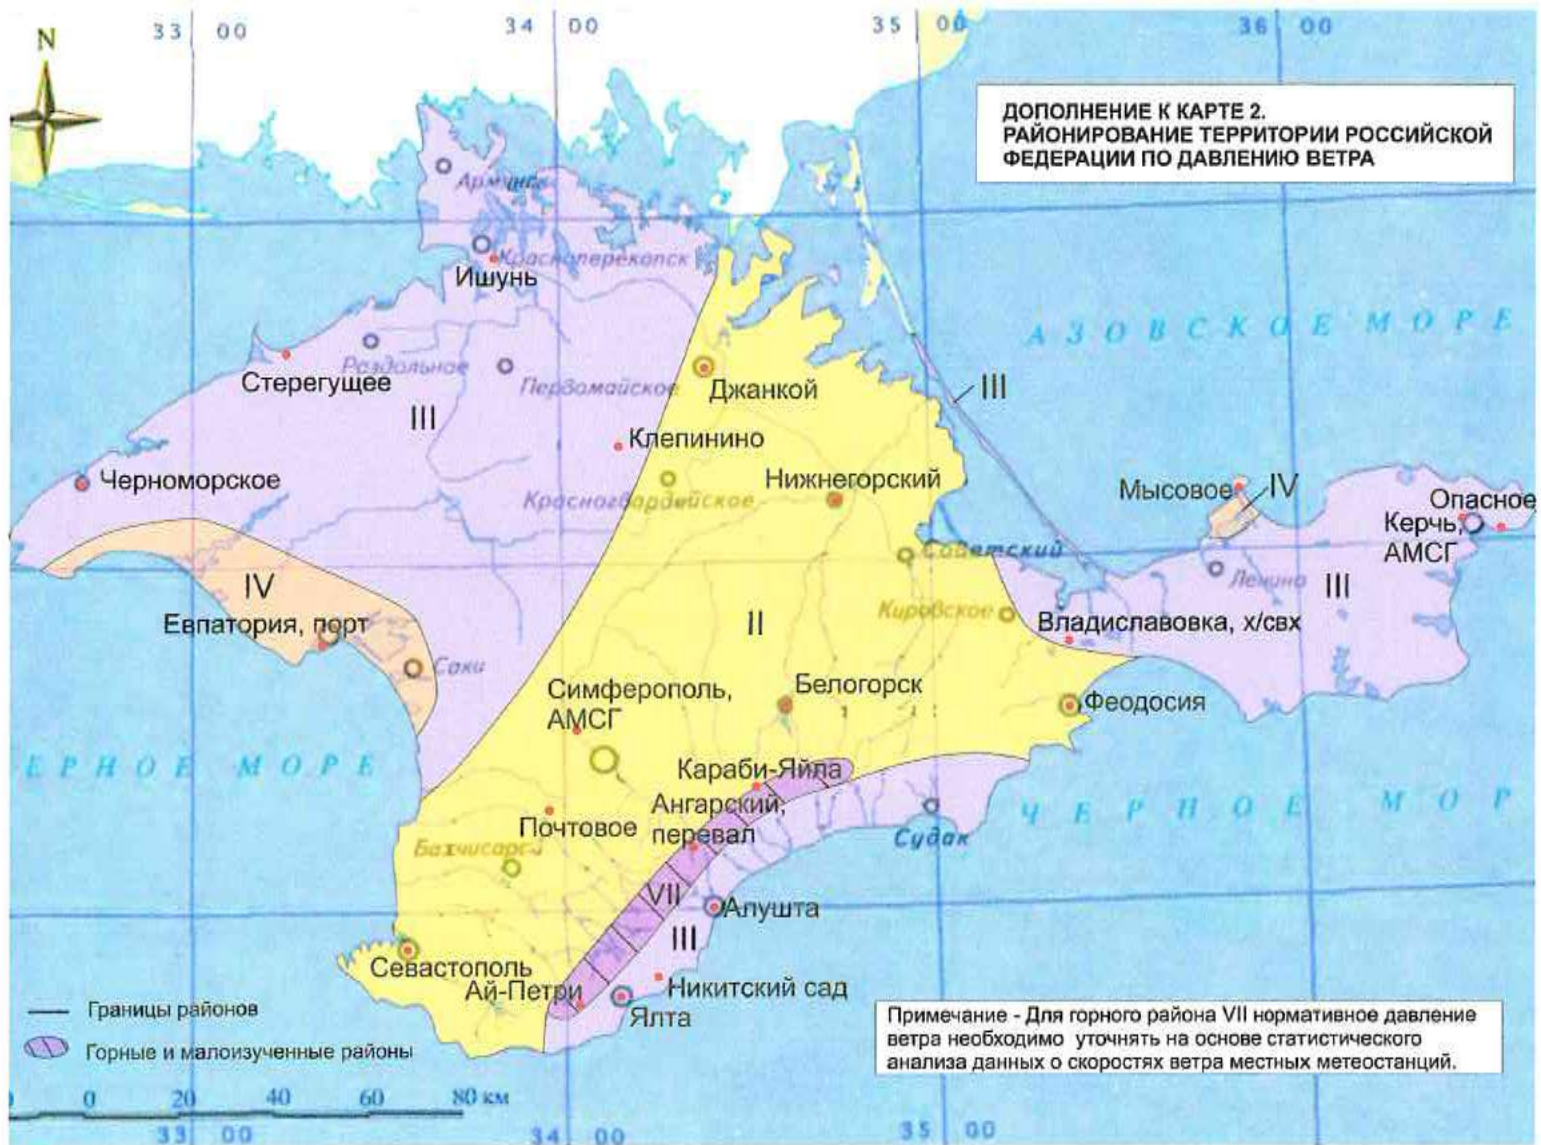 33 00
34 00
35 00
36 00
N
ДОПОЛНЕНИЕ К КАРТЕ 2.
РАЙОНИРОВАНИЕ ТЕРРИТОРИИ РОССИЙСКОЙ
ФЕДЕРАЦИИ ПО ДАВЛЕНИЮ ВЕТРА
Армянск
Красноперекопск
Ишунь
АЗОВСКОЕ МОРЕ
Раздольное
Стерегущее
Первомайское
Джанкой
III
III
Клепинино
Черноморское
Нижнегорский
Красногвардейское
Мысовое
IV
Опасное
Керчь,
АМСГ
Советский
IV
Ленино
III
Кировское
Евпатория, порт
II
Владиславовка, х/свх
Саки
Симферополь,
АМСГ
Белогорск
Феодосия
ЕРНОЕ МОРЕ
Караби-Яйла
Ангарский,
перевал
ЧЕРНОЕ МОР
Почтовое
Судак
Бахчисарай
VII
Алушта
III
Севастополь
Ай-Петри
Никитский сад
Ялта
Границы районов
Горные и малоизученные районы
Примечание - Для горного района VII нормативное давление
ветра необходимо уточнять на основе статистического
анализа данных о скоростях ветра местных метеостанций.
0 20 40 60 80 км
33 00
34 00
35 00